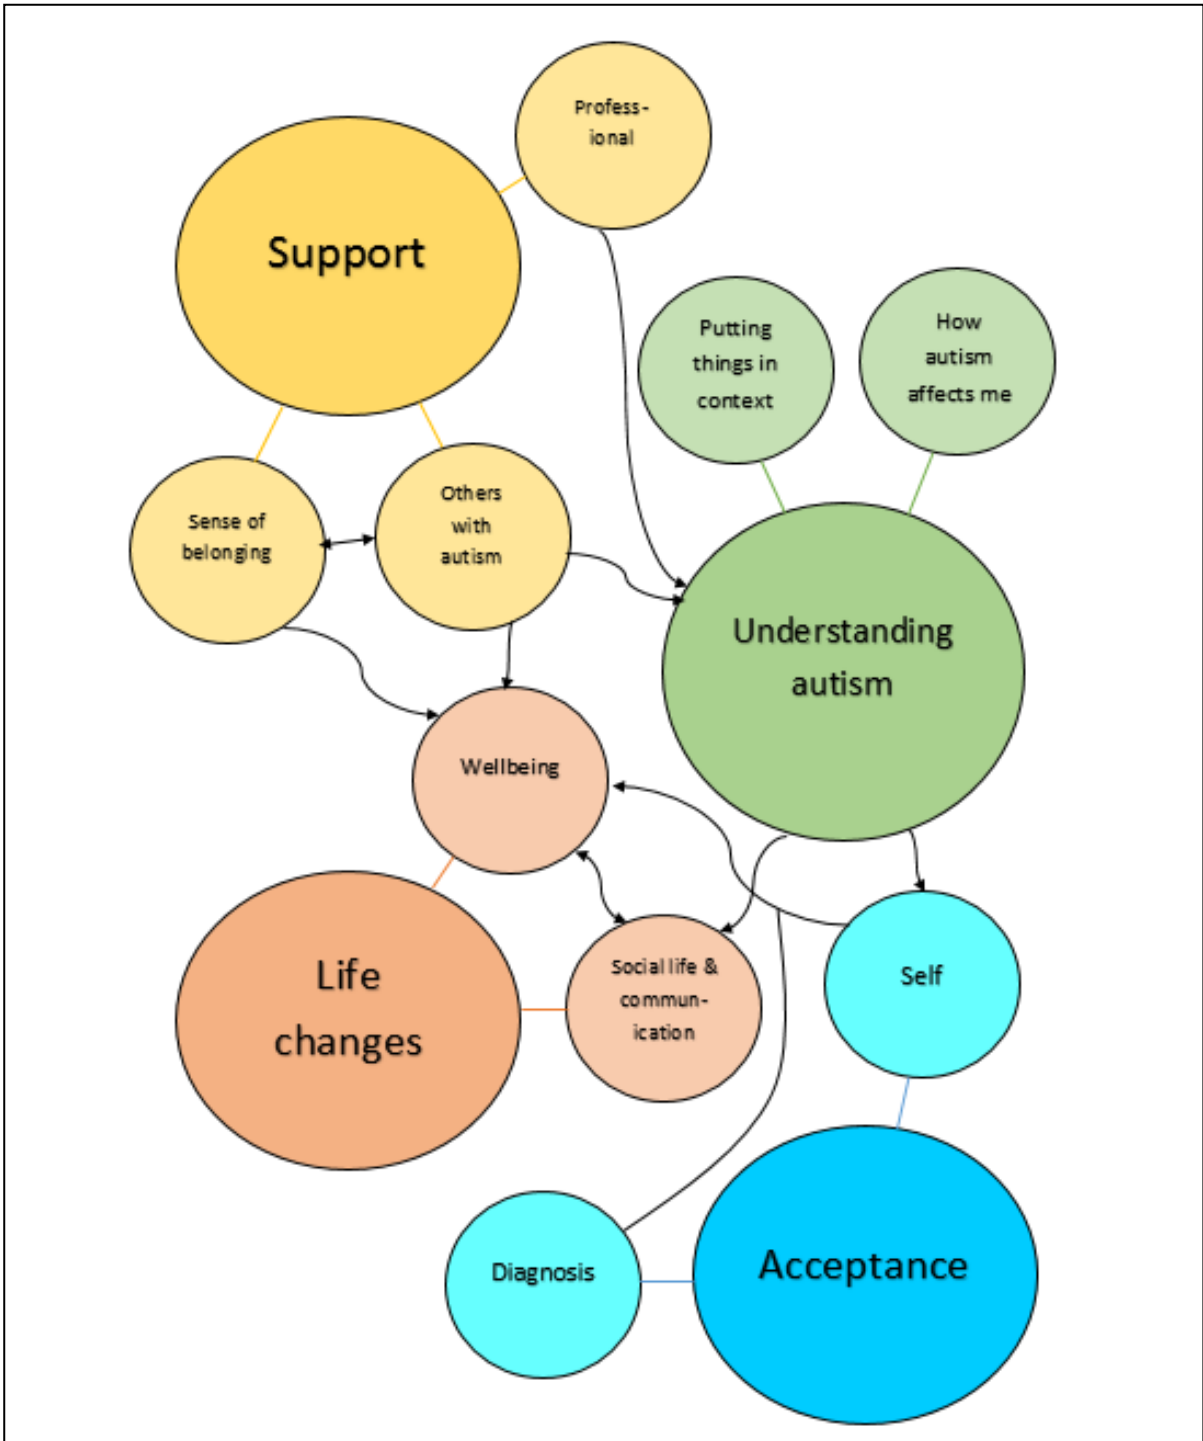 Profess-
ional
Support
Putting
things in
context
How
autism
affects me
Sense of
belonging
Others
with
autism
Understanding
autism
Wellbeing
Life
changes
Social life &
commun-
ication
Self
Diagnosis
Acceptance